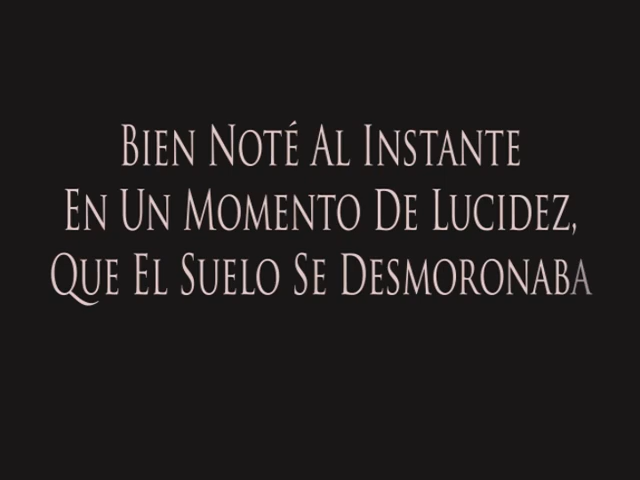 Bien Noté Al Instante
En Un Momento De Lucidez,
Que El Suelo Se Desmoronaba